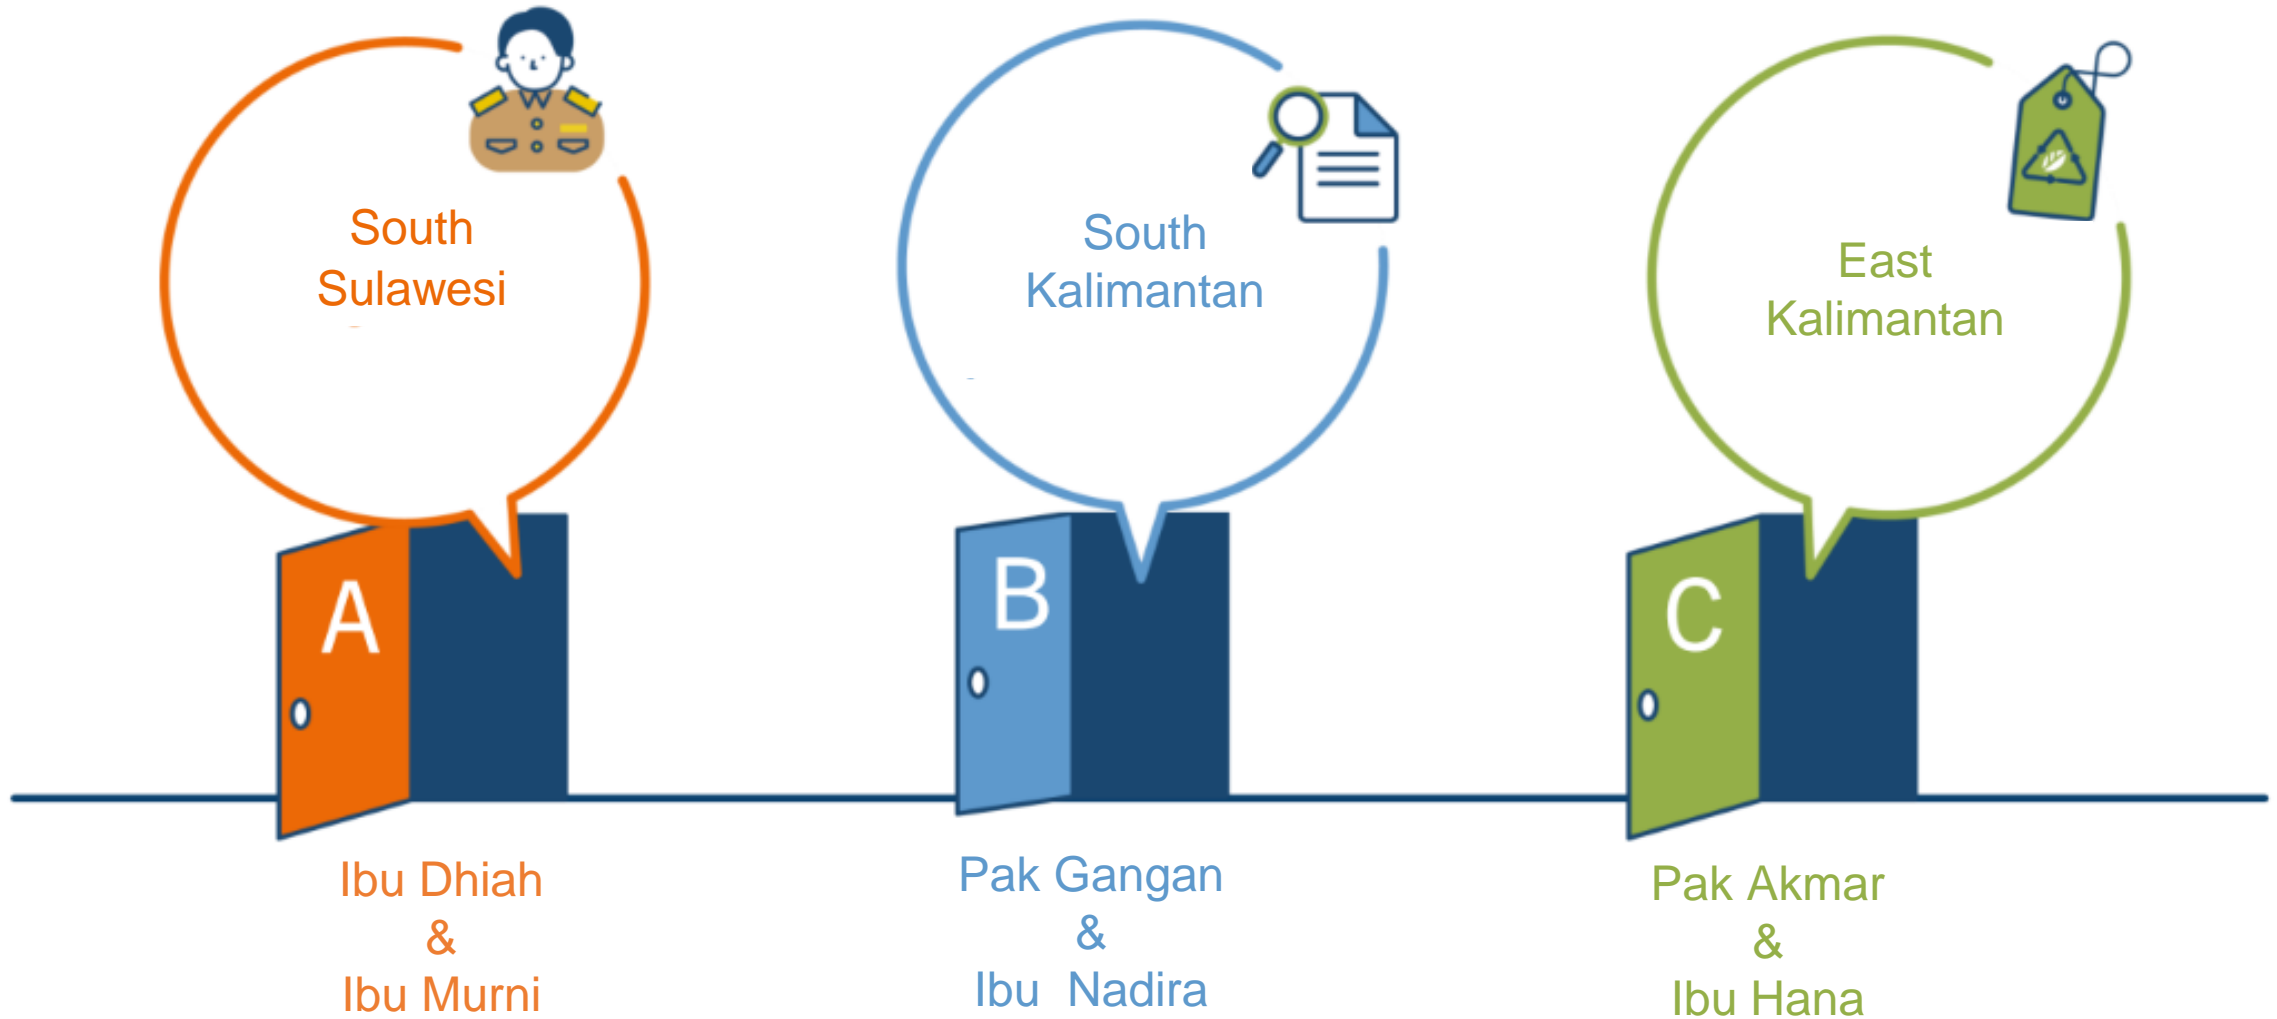 South
Sulawesi
South
Kalimantan
East
Kalimantan
A
B
C
Ibu Dhiah
&
Ibu Murni
Pak Gangan
&
Ibu  Nadira
Pak Akmar
&
Ibu Hana